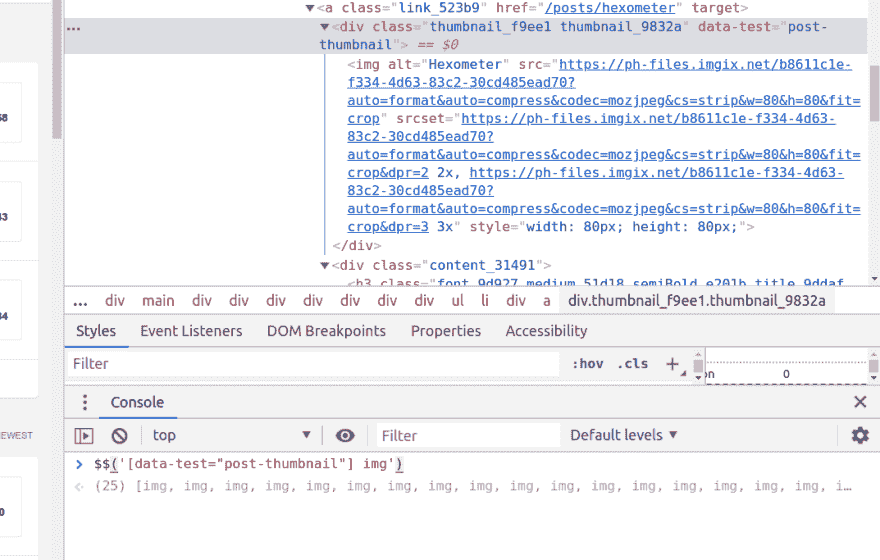 ▼<a class="link_523b9" href="/posts/hexometer" target>
▼<div class="thumbnail_f9ee1 thumbnail_9832a" data-test="post-
thumbnail"> == $0
<img alt="Hexometer" src="https://ph-files.imgix.net/b8611c1e-
f334-4d63-83c2-30cd485ead70?
auto=format&auto=compress&codec=mozjpeg&cs=strip&w=80&h=80&fit=
crop" srcset="https://ph-files.imgix.net/b8611c1e-f334-4d63-
83c2-30cd485ead70?
auto=format&auto=compress&codec=mozjpeg&cs=strip&w=80&h=80&fit=
crop&dpr=2 2x, https://ph-files.imgix.net/b8611c1e-f334-4d63-
83c2-30cd485ead70?
auto=format&auto=compress&codec=mozjpeg&cs=strip&w=80&h=80&fit=
crop&dpr=3 3x" style="width: 80px; height: 80px;">
</div>
▼<div class="content_31491">
<h3 class="font_9d927 medium_51d18 semiBold_e201b title_9ddaf
... div main div div div div div div ul li div a div.thumbnail_f9ee1.thumbnail_9832a
Styles Event Listeners DOM Breakpoints Properties Accessibility
Filter :hov .cls +
on 0
Console
top Filter Default levels ▼
EWEST
> $$('[data-test="post-thumbnail"] img')
(25) [img, img, img, img, img, img, img, img, img, img, img, img, img, img, img, img, img, i…